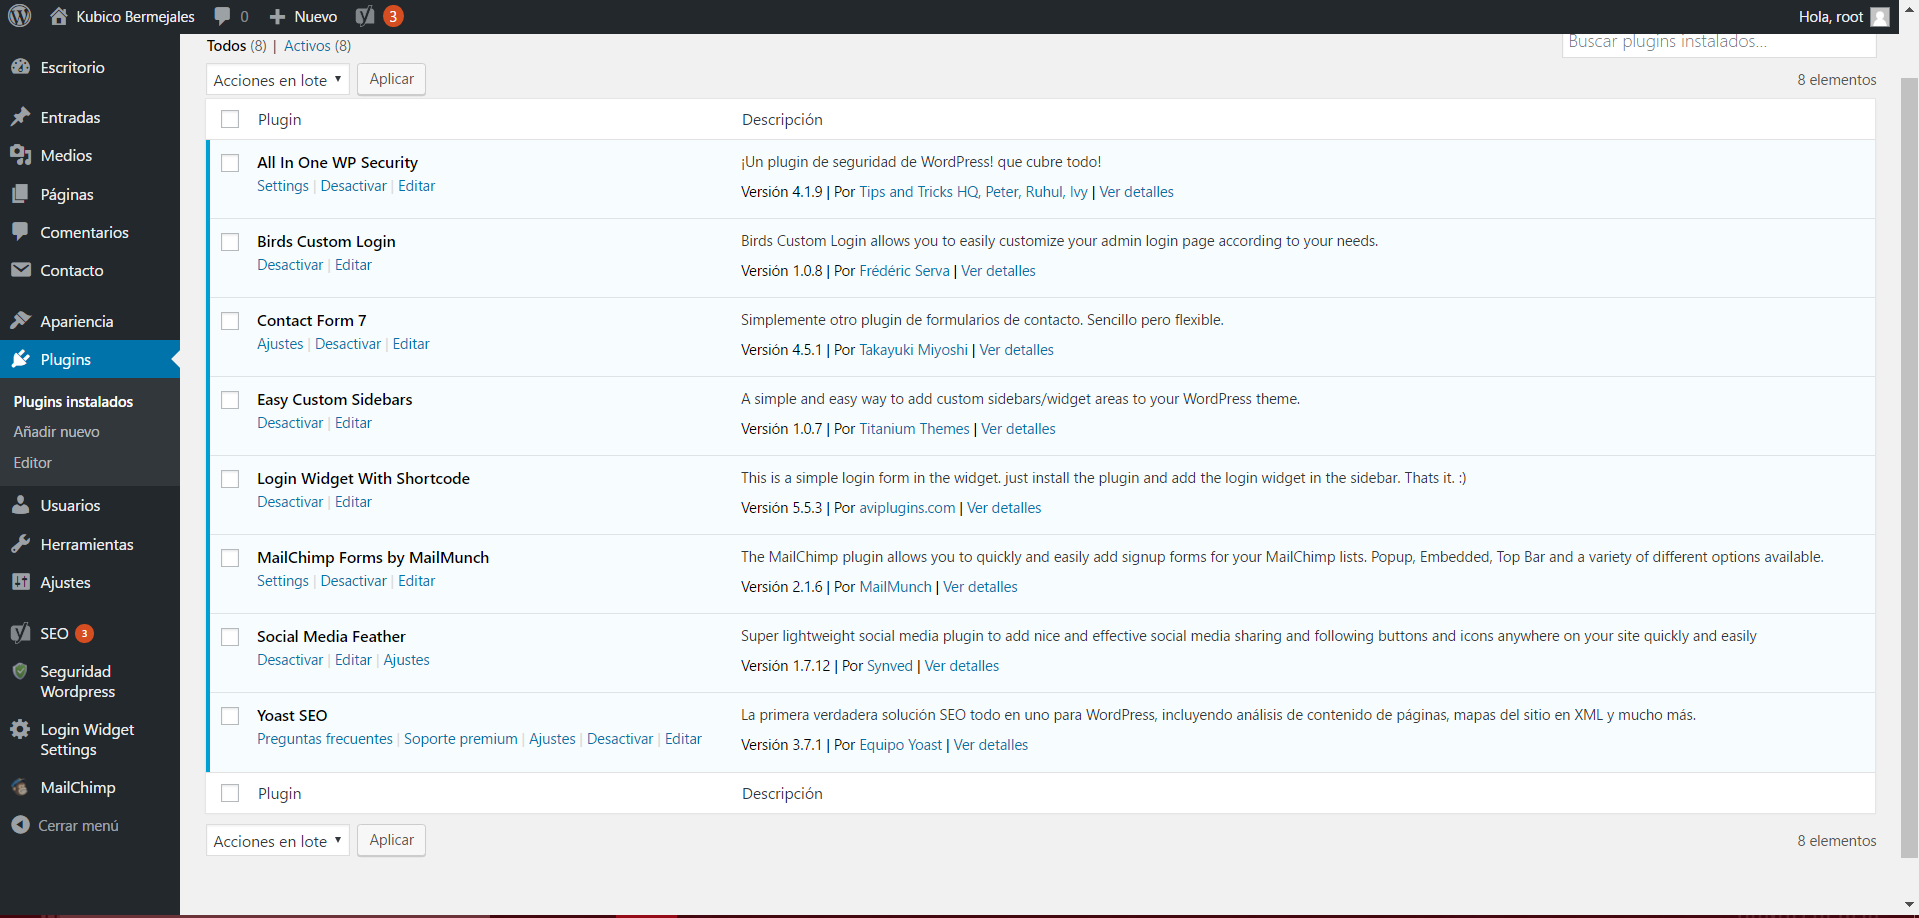 Kubico Bermejales 0 Nuevo 3 Hola, root
Escritorio
Entradas
Medios
Páginas
Comentarios
Contacto
Apariencia
Plugins
Plugins instalados
Añadir nuevo
Editor
Usuarios
Herramientas
Ajustes
SEO 3
Seguridad
Wordpress
Login Widget
Settings
MailChimp
Cerrar menú
Todos (8) | Activos (8)
Buscar plugins instalados...
Acciones en lote Aplicar 8 elementos
Plugin Descripción
All In One WP Security
Settings | Desactivar | Editar
¡Un plugin de seguridad de WordPress! que cubre todo!
Versión 4.1.9 | Por Tips and Tricks HQ, Peter, Ruhul, Ivy | Ver detalles
Birds Custom Login
Desactivar | Editar
Birds Custom Login allows you to easily customize your admin login page according to your needs.
Versión 1.0.8 | Por Frédéric Serva | Ver detalles
Contact Form 7
Ajustes | Desactivar | Editar
Simplemente otro plugin de formularios de contacto. Sencillo pero flexible.
Versión 4.5.1 | Por Takayuki Miyoshi | Ver detalles
Easy Custom Sidebars
Desactivar | Editar
A simple and easy way to add custom sidebars/widget areas to your WordPress theme.
Versión 1.0.7 | Por Titanium Themes | Ver detalles
Login Widget With Shortcode
Desactivar | Editar
This is a simple login form in the widget. just install the plugin and add the login widget in the sidebar. Thats it. :)
Versión 5.5.3 | Por aviplugins.com | Ver detalles
MailChimp Forms by MailMunch
Settings | Desactivar | Editar
The MailChimp plugin allows you to quickly and easily add signup forms for your MailChimp lists. Popup, Embedded, Top Bar and a variety of different options available.
Versión 2.1.6 | Por MailMunch | Ver detalles
Social Media Feather
Desactivar | Editar | Ajustes
Super lightweight social media plugin to add nice and effective social media sharing and following buttons and icons anywhere on your site quickly and easily
Versión 1.7.12 | Por Synved | Ver detalles
Yoast SEO
Preguntas frecuentes | Soporte premium | Ajustes | Desactivar | Editar
La primera verdadera solución SEO todo en uno para WordPress, incluyendo análisis de contenido de páginas, mapas del sitio en XML y mucho más.
Versión 3.7.1 | Por Equipo Yoast | Ver detalles
Plugin Descripción
Acciones en lote Aplicar 8 elementos